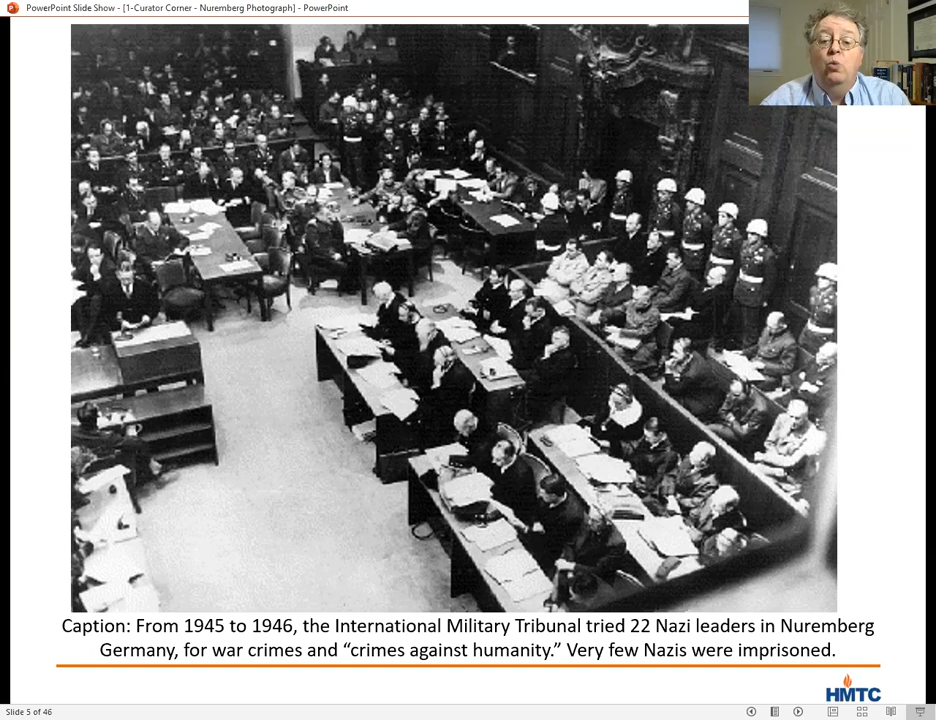 PowerPoint Slide Show - [1-Curator Corner - Nuremberg Photograph] - PowerPoint
Caption: From 1945 to 1946, the International Military Tribunal tried 22 Nazi leaders in Nuremberg
Germany, for war crimes and “crimes against humanity.” Very few Nazis were imprisoned.
HMTC
Slide 5 of 46